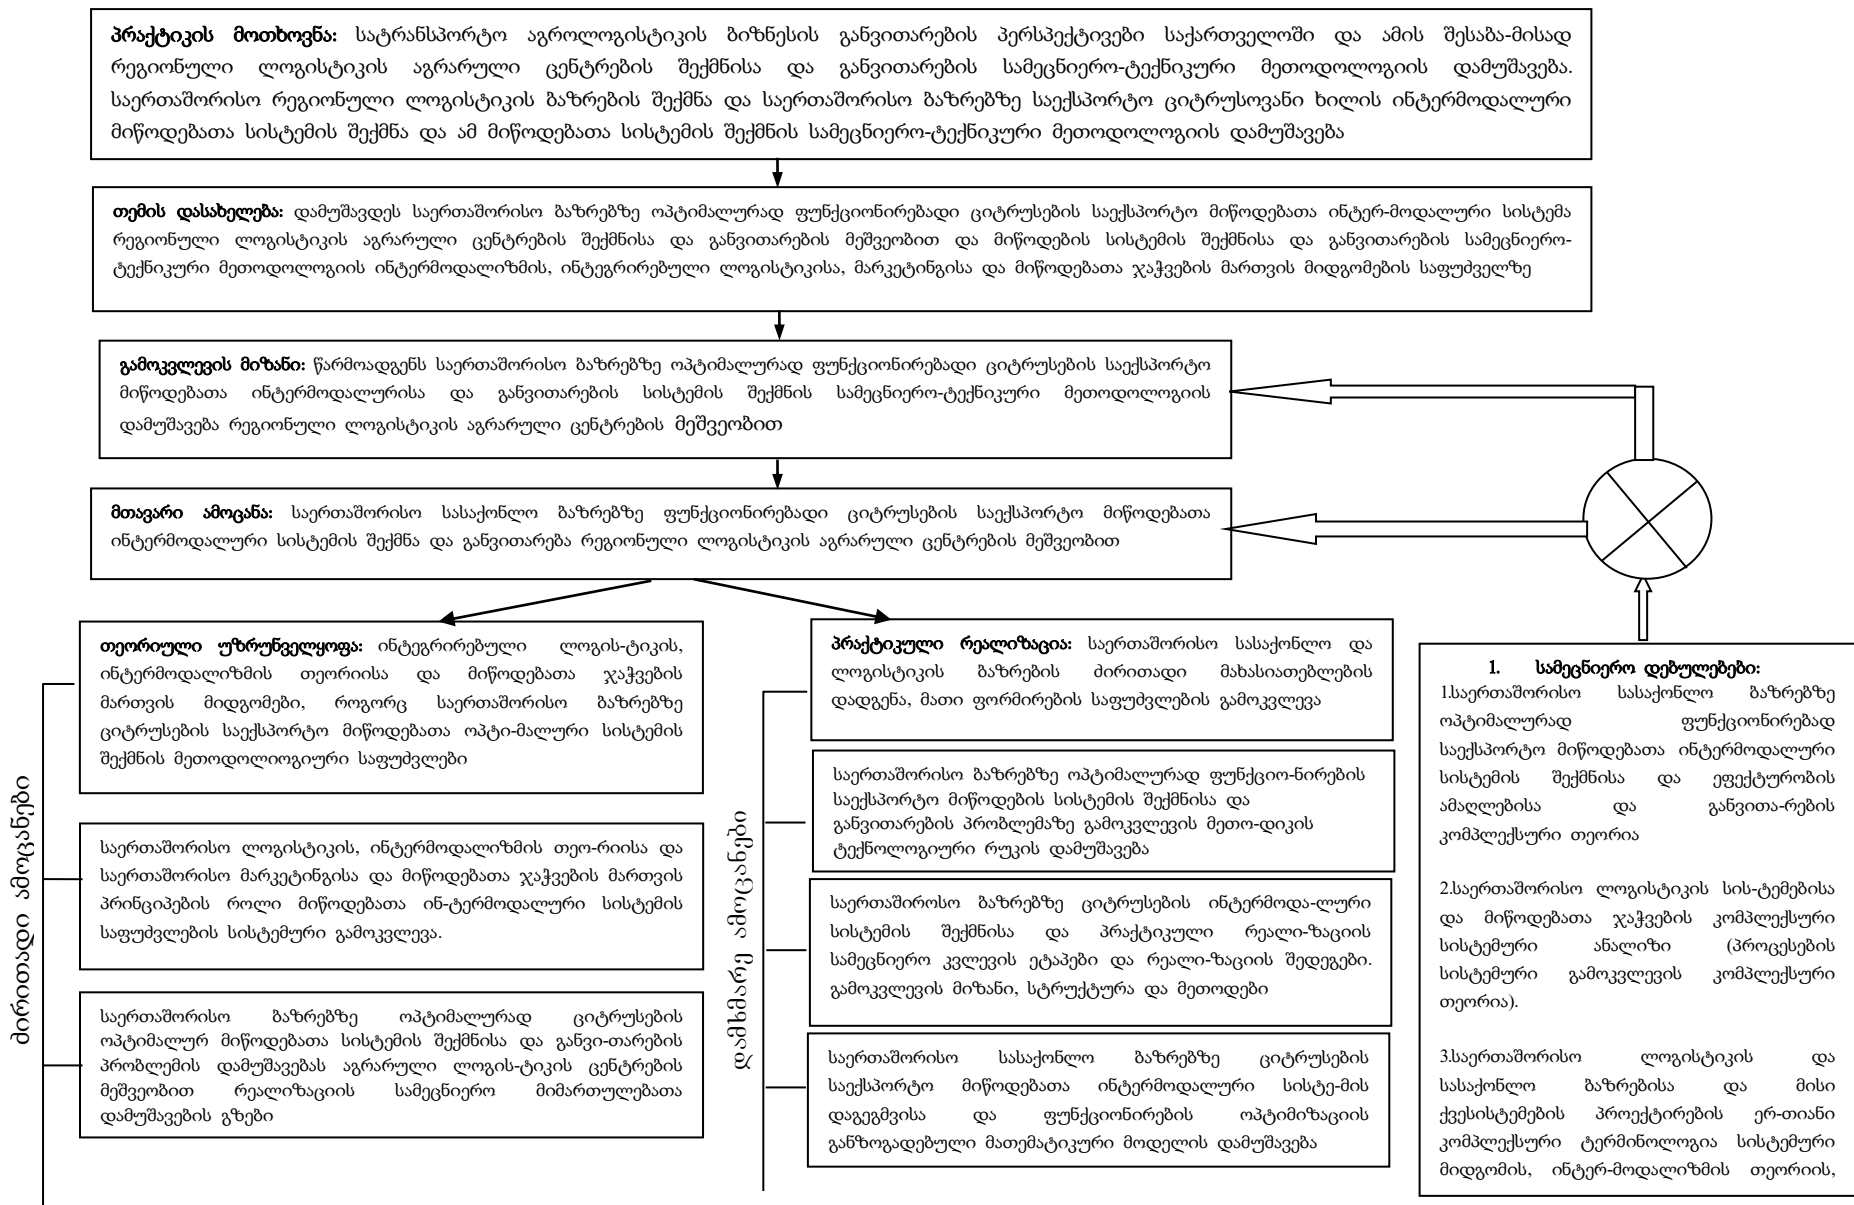 პრაქტიკის მოთხოვნა: სატრანსპორტო აგროლოგისტიკის ბიზნესის განვითარების პერსპექტივები საქართველოში და ამის შესაბა-მისად
რეგიონული ლოგისტიკის აგრარული ცენტრების შექმნისა და განვითარების სამეცნიერო-ტექნიკური მეთოდოლოგიის დამუშავება.
საერთაშორისო რეგიონული ლოგისტიკის ბაზრების შექმნა და საერთაშორისო ბაზრებზე საექსპორტო ციტრუსოვანი ხილის ინტერმოდალური
მიწოდებათა სისტემის შექმნა და ამ მიწოდებათა სისტემის შექმნის სამეცნიერო-ტექნიკური მეთოდოლოგიის დამუშავება
თემის დასახელება: დამუშავდეს საერთაშორისო ბაზრებზე ოპტიმალურად ფუნქციონირებადი ციტრუსების საექსპორტო მიწოდებათა ინტერ-მოდალური სისტემა
რეგიონული ლოგისტიკის აგრარული ცენტრების შექმნისა და განვითარების მეშვეობით და მიწოდების სისტემის შექმნისა და განვითარების სამეცნიერო-
ტექნიკური მეთოდოლოგიის ინტერმოდალიზმის, ინტეგრირებული ლოგისტიკისა, მარკეტინგისა და მიწოდებათა ჯაჭვების მართვის მიდგომების საფუძველზე
გამოკვლევის მიზანი: წარმოადგენს საერთაშორისო ბაზრებზე ოპტიმალურად ფუნქციონირებადი ციტრუსების საექსპორტო
მიწოდებათა ინტერმოდალურისა და განვითარების სისტემის შექმნის სამეცნიერო-ტექნიკური მეთოდოლოგიის
დამუშავება რეგიონული ლოგისტიკის აგრარული ცენტრების მეშვეობით
მთავარი ამოცანა: საერთაშორისო სასაქონლო ბაზრებზე ფუნქციონირებადი ციტრუსების საექსპორტო მიწოდებათა
ინტერმოდალური სისტემის შექმნა და განვითარება რეგიონული ლოგისტიკის აგრარული ცენტრების მეშვეობით
ძირითადი ამოცანები
თეორიული უზრუნველყოფა: ინტეგრირებული ლოგის-ტიკის,
ინტერმოდალიზმის თეორიისა და მიწოდებათა ჯაჭვების
მართვის მიდგომები, როგორც საერთაშორისო ბაზრებზე
ციტრუსების საექსპორტო მიწოდებათა ოპტი-მალური სისტემის
შექმნის მეთოდოლიოგიური საფუძვლები
საერთაშორისო ლოგისტიკის, ინტერმოდალიზმის თეო-რიისა და
საერთაშორისო მარკეტინგისა და მიწოდებათა ჯაჭვების მართვის
პრინციპების როლი მიწოდებათა ინ-ტერმოდალური სისტემის
საფუძვლების სისტემური გამოკვლევა.
საერთაშორისო ბაზრებზე ოპტიმალურად ციტრუსების
ოპტიმალურ მიწოდებათა სისტემის შექმნისა და განვი-თარების
პრობლემის დამუშავებას აგრარული ლოგის-ტიკის ცენტრების
მეშვეობით რეალიზაციის სამეცნიერო მიმართულებათა
დამუშავების გზები
დამხმარე ამოცანები
პრაქტიკული რეალიზაცია: საერთაშორისო სასაქონლო და
ლოგისტიკის ბაზრების ძირითადი მახასიათებლების
დადგენა, მათი ფორმირების საფუძვლების გამოკვლევა
საერთაშორისო ბაზრებზე ოპტიმალურად ფუნქციო-ნირების
საექსპორტო მიწოდების სისტემის შექმნისა და
განვითარების პრობლემაზე გამოკვლევის მეთო-დიკის
ტექნოლოგიური რუკის დამუშავება
საერთაშიროსო ბაზრებზე ციტრუსების ინტერმოდა-ლური
სისტემის შექმნისა და პრაქტიკული რეალი-ზაციის
სამეცნიერო კვლევის ეტაპები და რეალი-ზაციის შედეგები.
გამოკვლევის მიზანი, სტრუქტურა და მეთოდები
საერთაშორისო სასაქონლო ბაზრებზე ციტრუსების
საექსპორტო მიწოდებათა ინტერმოდალური სისტე-მის
დაგეგმვისა და ფუნქციონირების ოპტიმიზაციის
განზოგადებული მათემატიკური მოდელის დამუშავება
1. სამეცნიერო დებულებები:
1.საერთაშორისო სასაქონლო ბაზრებზე
ოპტიმალურად ფუნქციონირებად
საექსპორტო მიწოდებათა ინტერმოდალური
სისტემის შექმნისა და ეფექტურობის
ამაღლებისა და განვითა-რების
კომპლექსური თეორია
2.საერთაშორისო ლოგისტიკის სის-ტემებისა
და მიწოდებათა ჯაჭვების კომპლექსური
სისტემური ანალიზი (პროცესების
სისტემური გამოკვლევის კომპლექსური
თეორია).
3.საერთაშორისო ლოგისტიკის და
სასაქონლო ბაზრებისა და მისი
ქვესისტემების პროექტირების ერ-თიანი
კომპლექსური ტერმინოლოგია სისტემური
მიდგომის, ინტერ-მოდალიზმის თეორიის,